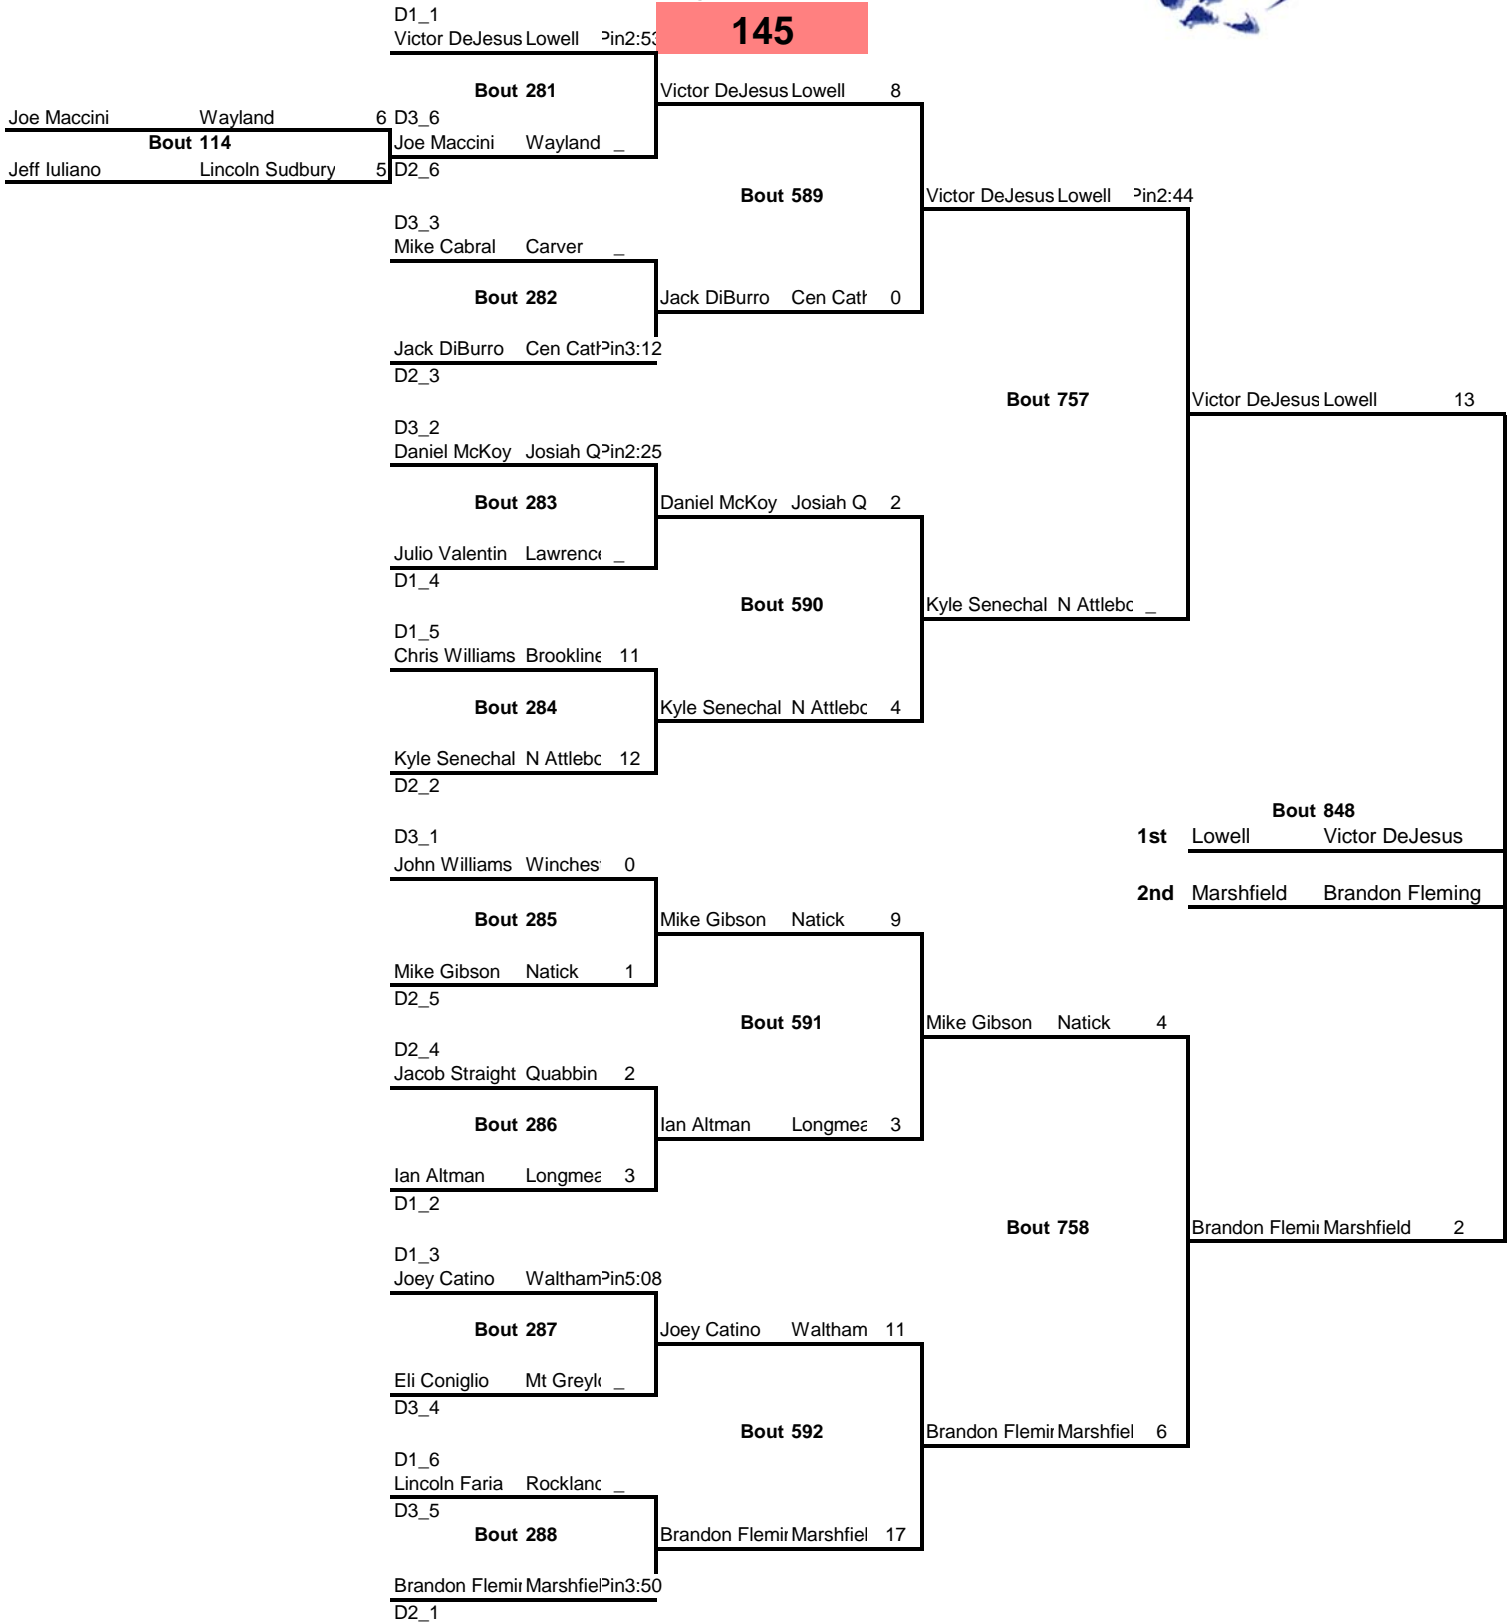 D1_1
145
Victor DeJesus Lowell Pin2:53
Bout 281
Victor DeJesus Lowell 8
Joe Maccini Wayland 6 D3_6
Bout 114
Joe Maccini Wayland _
Jeff Iuliano Lincoln Sudbury 5 D2_6
Bout 589
Victor DeJesus Lowell Pin2:44
D3_3
Mike Cabral Carver _
Bout 282
Jack DiBurro Cen Cath 0
Jack DiBurro Cen Cath Pin3:12
D2_3
Bout 757
Victor DeJesus Lowell 13
D3_2
Daniel McKoy Josiah Q Pin2:25
Bout 283
Daniel McKoy Josiah Q 2
Julio Valentin Lawrence _
D1_4
Bout 590
Kyle Senechal N Attlebo _
D1_5
Chris Williams Brookline 11
Bout 284
Kyle Senechal N Attlebo 4
Kyle Senechal N Attlebo 12
D2_2
Bout 848
D3_1
1st Lowell Victor DeJesus
John Williams Winches 0
2nd Marshfield Brandon Fleming
Bout 285
Mike Gibson Natick 9
Mike Gibson Natick 1
D2_5
Bout 591
Mike Gibson Natick 4
D2_4
Jacob Straight Quabbin 2
Bout 286
Ian Altman Longmea 3
Ian Altman Longmea 3
D1_2
Bout 758
Brandon Flemin Marshfield 2
D1_3
Joey Catino Waltham Pin5:08
Bout 287
Joey Catino Waltham 11
Eli Coniglio Mt Greylo _
D3_4
Bout 592
Brandon Flemin Marshfiel 6
D1_6
Lincoln Faria Rockland _
D3_5
Bout 288
Brandon Flemin Marshfiel 17
Brandon Flemin Marshfiel Pin3:50
D2_1